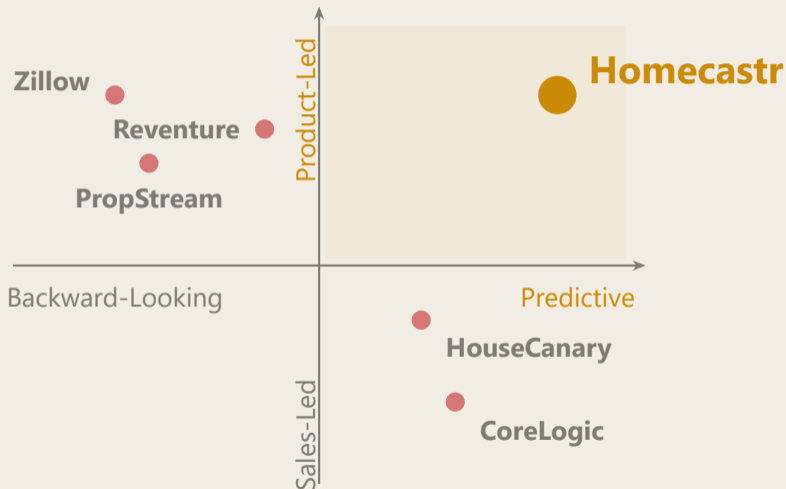 Product-Led
Homecastr
Zillow
Reventure
PropStream
Backward-Looking
Predictive
HouseCanary
CoreLogic
Sales-Led